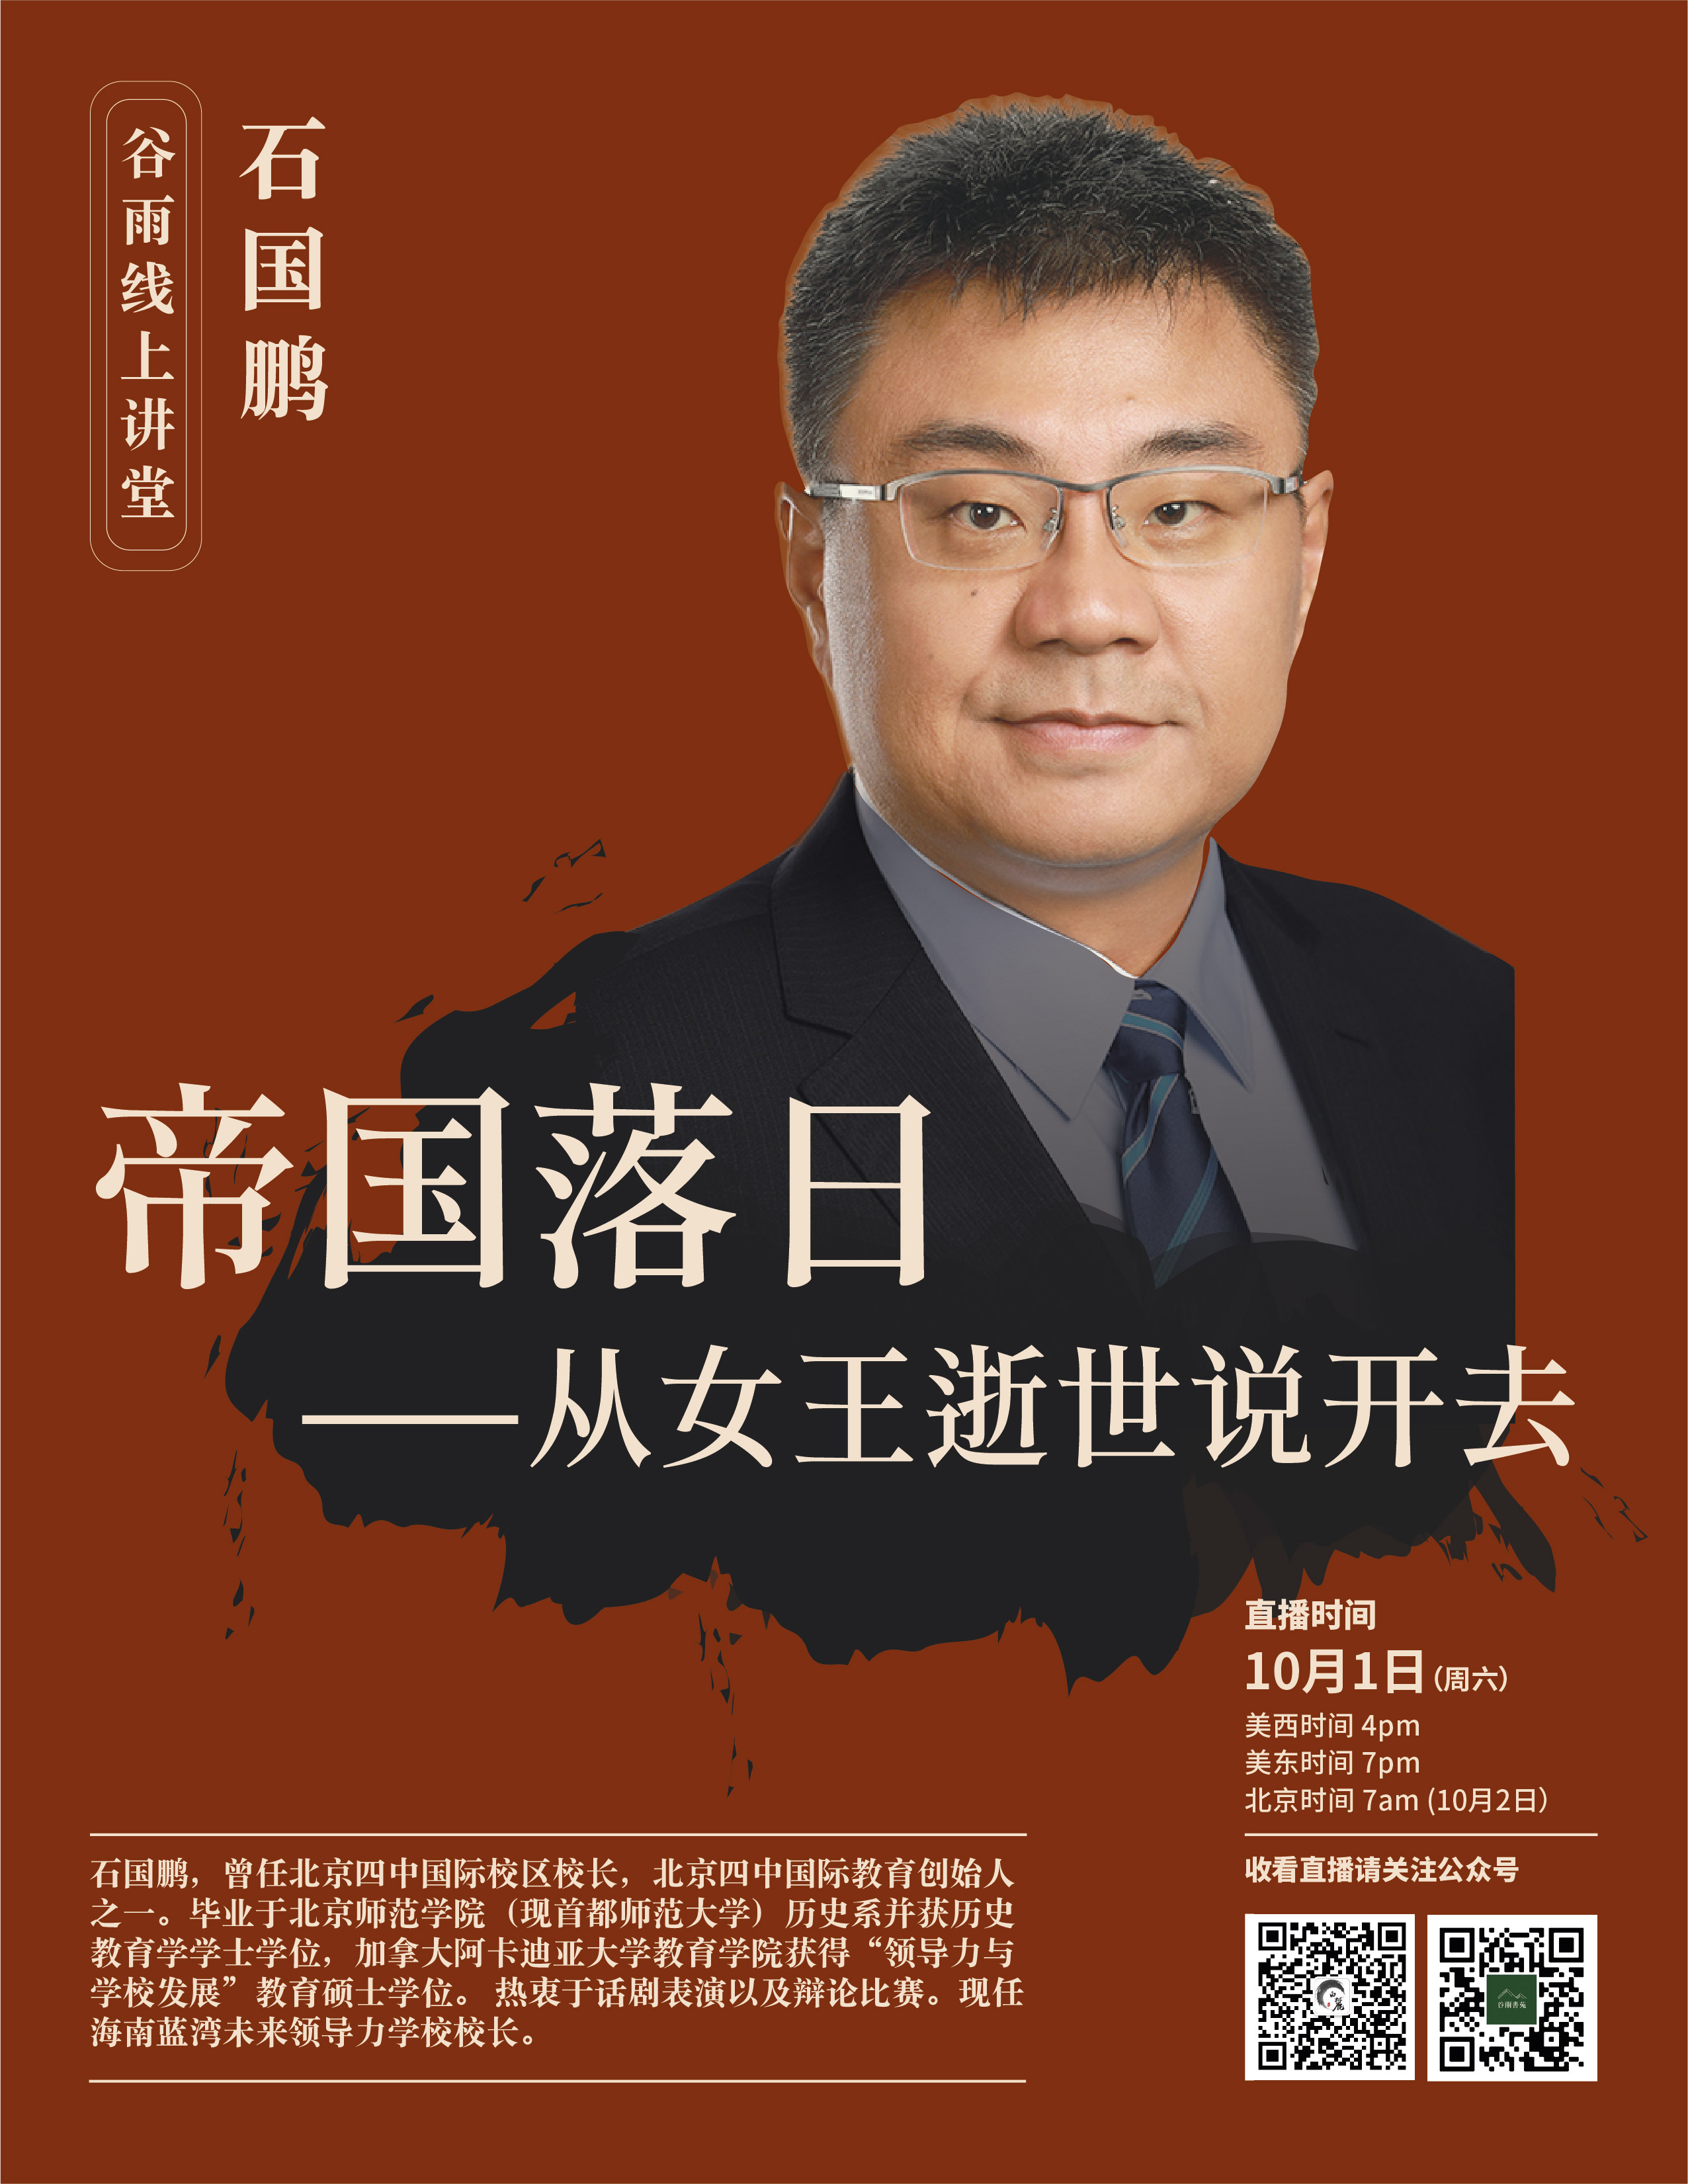 谷雨线上讲堂
石国鹏
帝国落日
——从女王逝世说开去
直播时间
10月1日（周六）
美西时间 4pm
美东时间 7pm
北京时间 7am (10月2日）
收看直播请关注公众号
石国鹏，曾任北京四中国际校区校长，北京四中国际教育创始人
之一。毕业于北京师范学院（现首都师范大学）历史系并获历史
教育学学士学位，加拿大阿卡迪亚大学教育学院获得“领导力与
学校发展”教育硕士学位。 热衷于话剧表演以及辩论比赛。现任
海南蓝湾未来领导力学校校长。
谷雨书苑